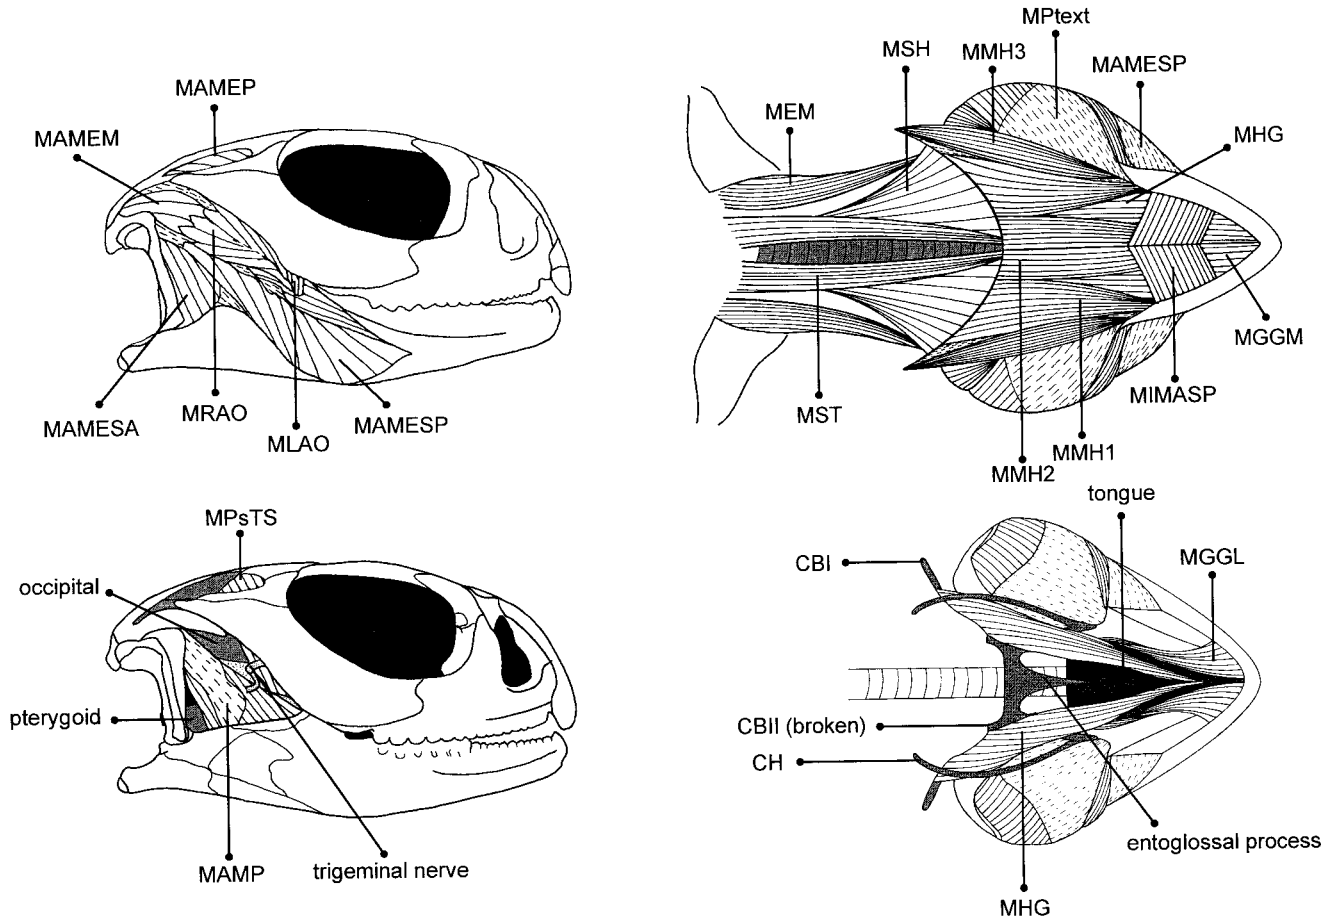 MAMEP
MAMEM
MAMESA
MRAO
MLAO
MAMESP
MPtext
MSH
MMH3
MAMESP
MEM
MHG
MGGM
MIMASP
MST
MMH1
MMH2
MPsTS
occipital
pterygoid
MAMP
trigeminal nerve
tongue
CBI
MGGL
CBII (broken)
CH
entoglossal process
MHG